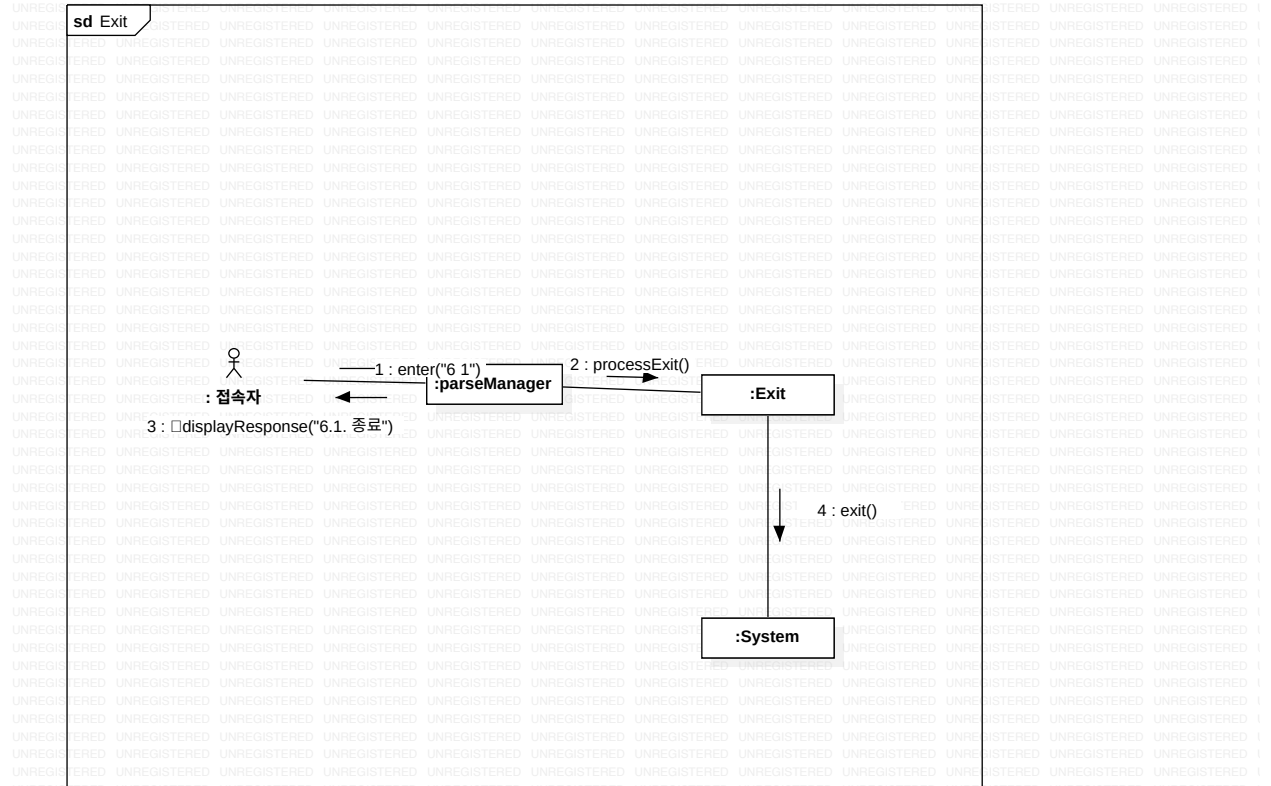 sd Exit
1 : enter("6 1")
2 : processExit()
:parseManager
: 접속자
:Exit
3 : displayResponse("6.1. 종료")
4 : exit()
:System
UNREGISTERED